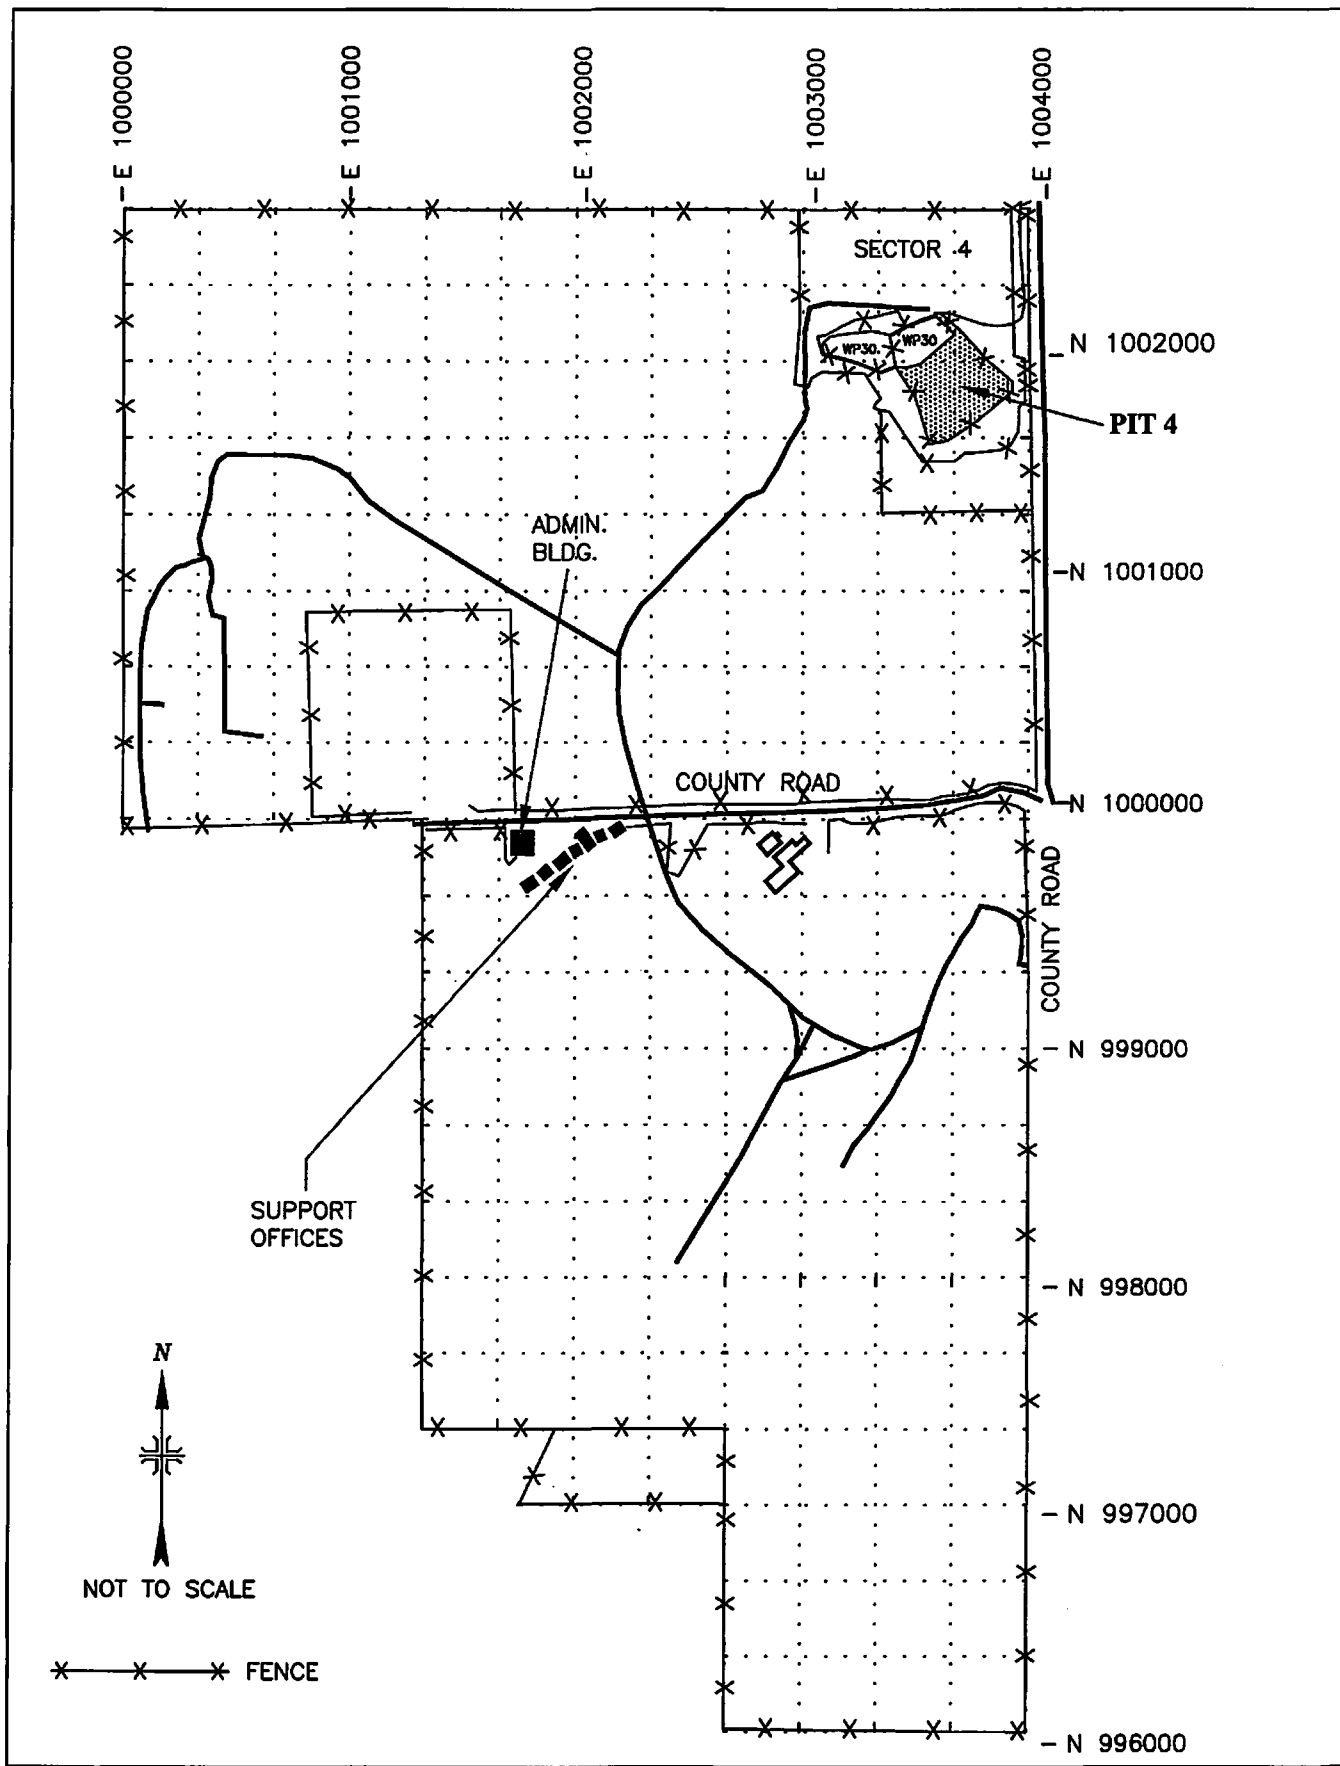 E 1000000
E 1001000
E 1002000
E 1003000
E 1004000
SECTOR 4
N 1002000
WP30.
WP30
PIT 4
ADMIN.
BLDG.
N 1001000
COUNTY ROAD
N 1000000
COUNTY ROAD
N 999000
SUPPORT
OFFICES
N 998000
N
N 997000
NOT TO SCALE
FENCE
N 996000